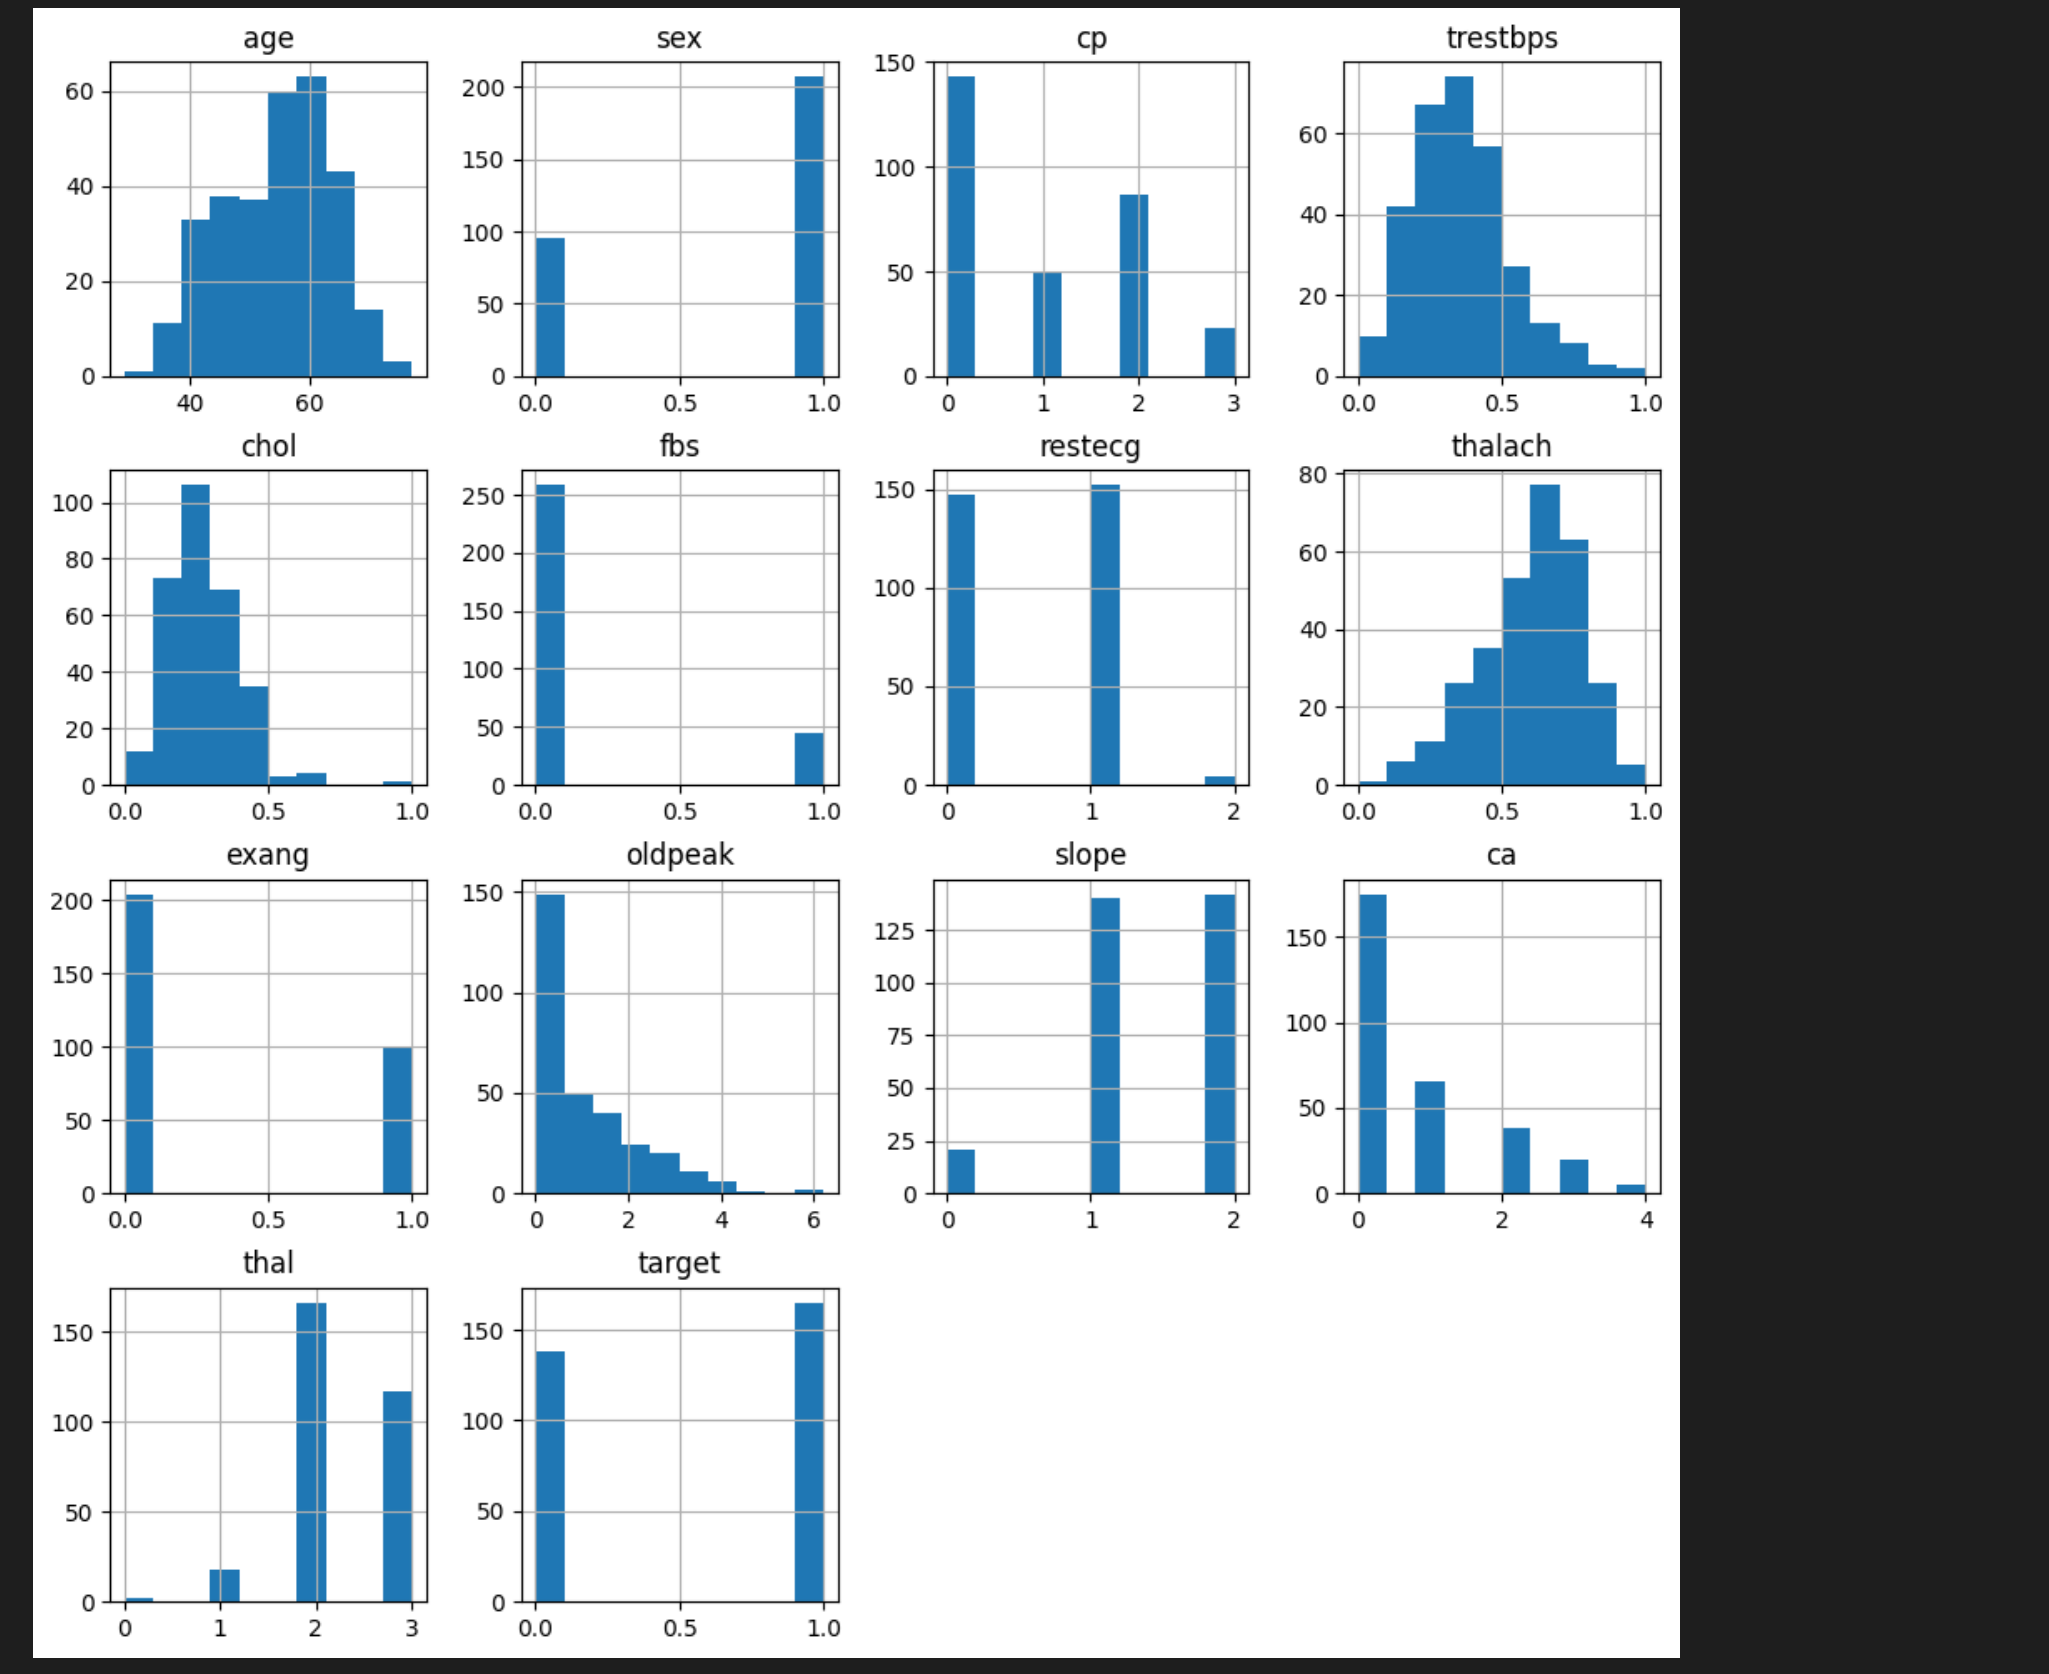 age sex cp trestbps
60 40 20 0
40 60
200 150 100 50 0
0.0 0.5 1.0
150 100 50 0
0 1 2 3
60 40 20 0
0.0 0.5 1.0
chol fbs restecg thalach
100 80 60 40 20 0
0.0 0.5 1.0
250 200 150 100 50 0
0.0 0.5 1.0
150 100 50 0
0 1 2
80 60 40 20 0
0.0 0.5 1.0
exang oldpeak slope ca
200 150 100 50 0
0.0 0.5 1.0
150 100 50 0
0 2 4 6
125 100 75 50 25 0
0 1 2
150 100 50 0
0 2 4
thal target
150 100 50 0
0 1 2 3
150 100 50 0
0.0 0.5 1.0